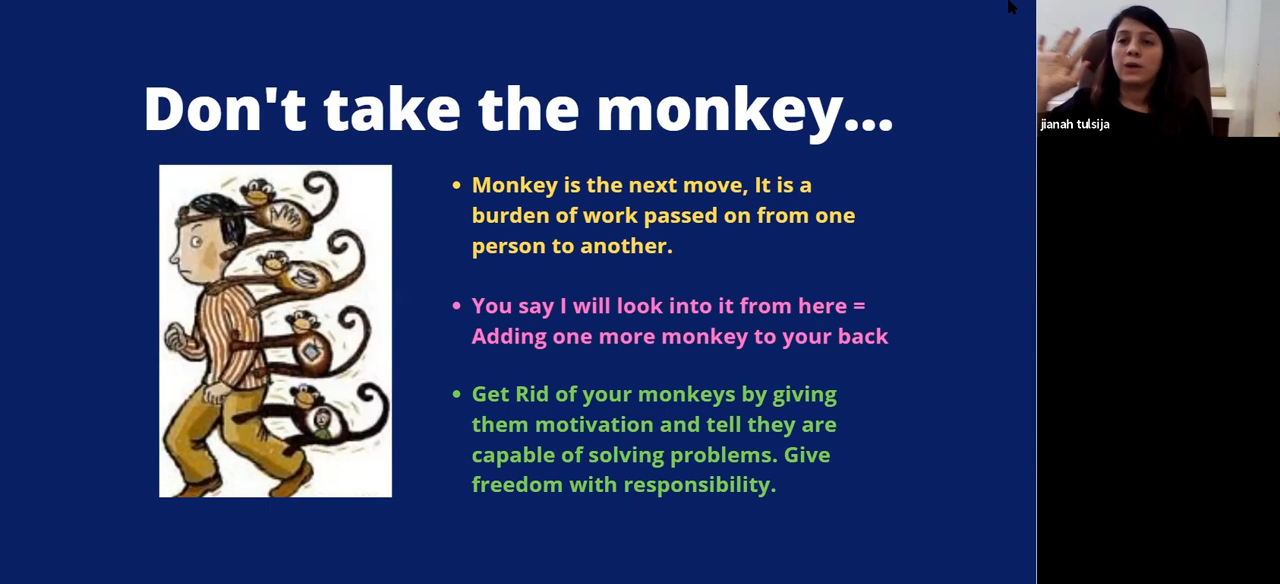 Don't take the monkey...
Monkey is the next move, It is a
burden of work passed on from one
person to another.
You say I will look into it from here =
Adding one more monkey to your back
Get Rid of your monkeys by giving
them motivation and tell they are
capable of solving problems. Give
freedom with responsibility.
jianah tulsija